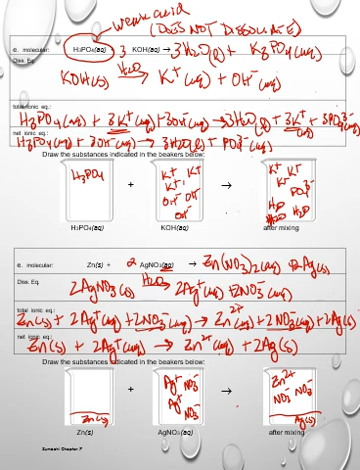 weak acid
(DOES NOT DISSOCIATE)
e. molecular: H₃PO₄(aq) 3 KOH(aq) → 3H₂O(l) + K₃PO₄(aq)
Diss. Eq.
KOH(s) H₂O → K⁺(aq) + OH⁻(aq)
total ionic eq.:
H₃PO₄(aq) + 3K⁺(aq) + 3OH⁻(aq) → 3H₂O(l) + 3K⁺(aq) + 3PO₄³⁻(aq)
net ionic eq.:
H₃PO₄(aq) + 3OH⁻(aq) → 3H₂O(l) + PO₄³⁻(aq)
Draw the substances indicated in the beakers below:
H₃PO₄ + K⁺ K⁺ K⁺ OH⁻ OH⁻ OH⁻ → K⁺ K⁺ K⁺ PO₄³⁻ H₂O H₂O H₂O
H₃PO₄(aq) KOH(aq) after mixing
e. molecular: Zn(s) + 2 AgNO₃(aq) → Zn(NO₃)₂(aq) + 2Ag(s)
Diss. Eq.
2AgNO₃(s) H₂O → 2Ag⁺(aq) + 2NO₃⁻(aq)
total ionic eq.:
Zn(s) + 2Ag⁺(aq) + 2NO₃⁻(aq) → Zn²⁺(aq) + 2NO₃⁻(aq) + 2Ag(s)
net ionic eq.:
Zn(s) + 2Ag⁺(aq) → Zn²⁺(aq) + 2Ag(s)
Draw the substances indicated in the beakers below:
Zn(s) + Ag⁺ NO₃⁻ Ag⁺ NO₃⁻ → Zn²⁺ NO₃⁻ NO₃⁻ Ag(s)
Zn(s) AgNO₃(aq) after mixing
Zumdahl Chapter 7